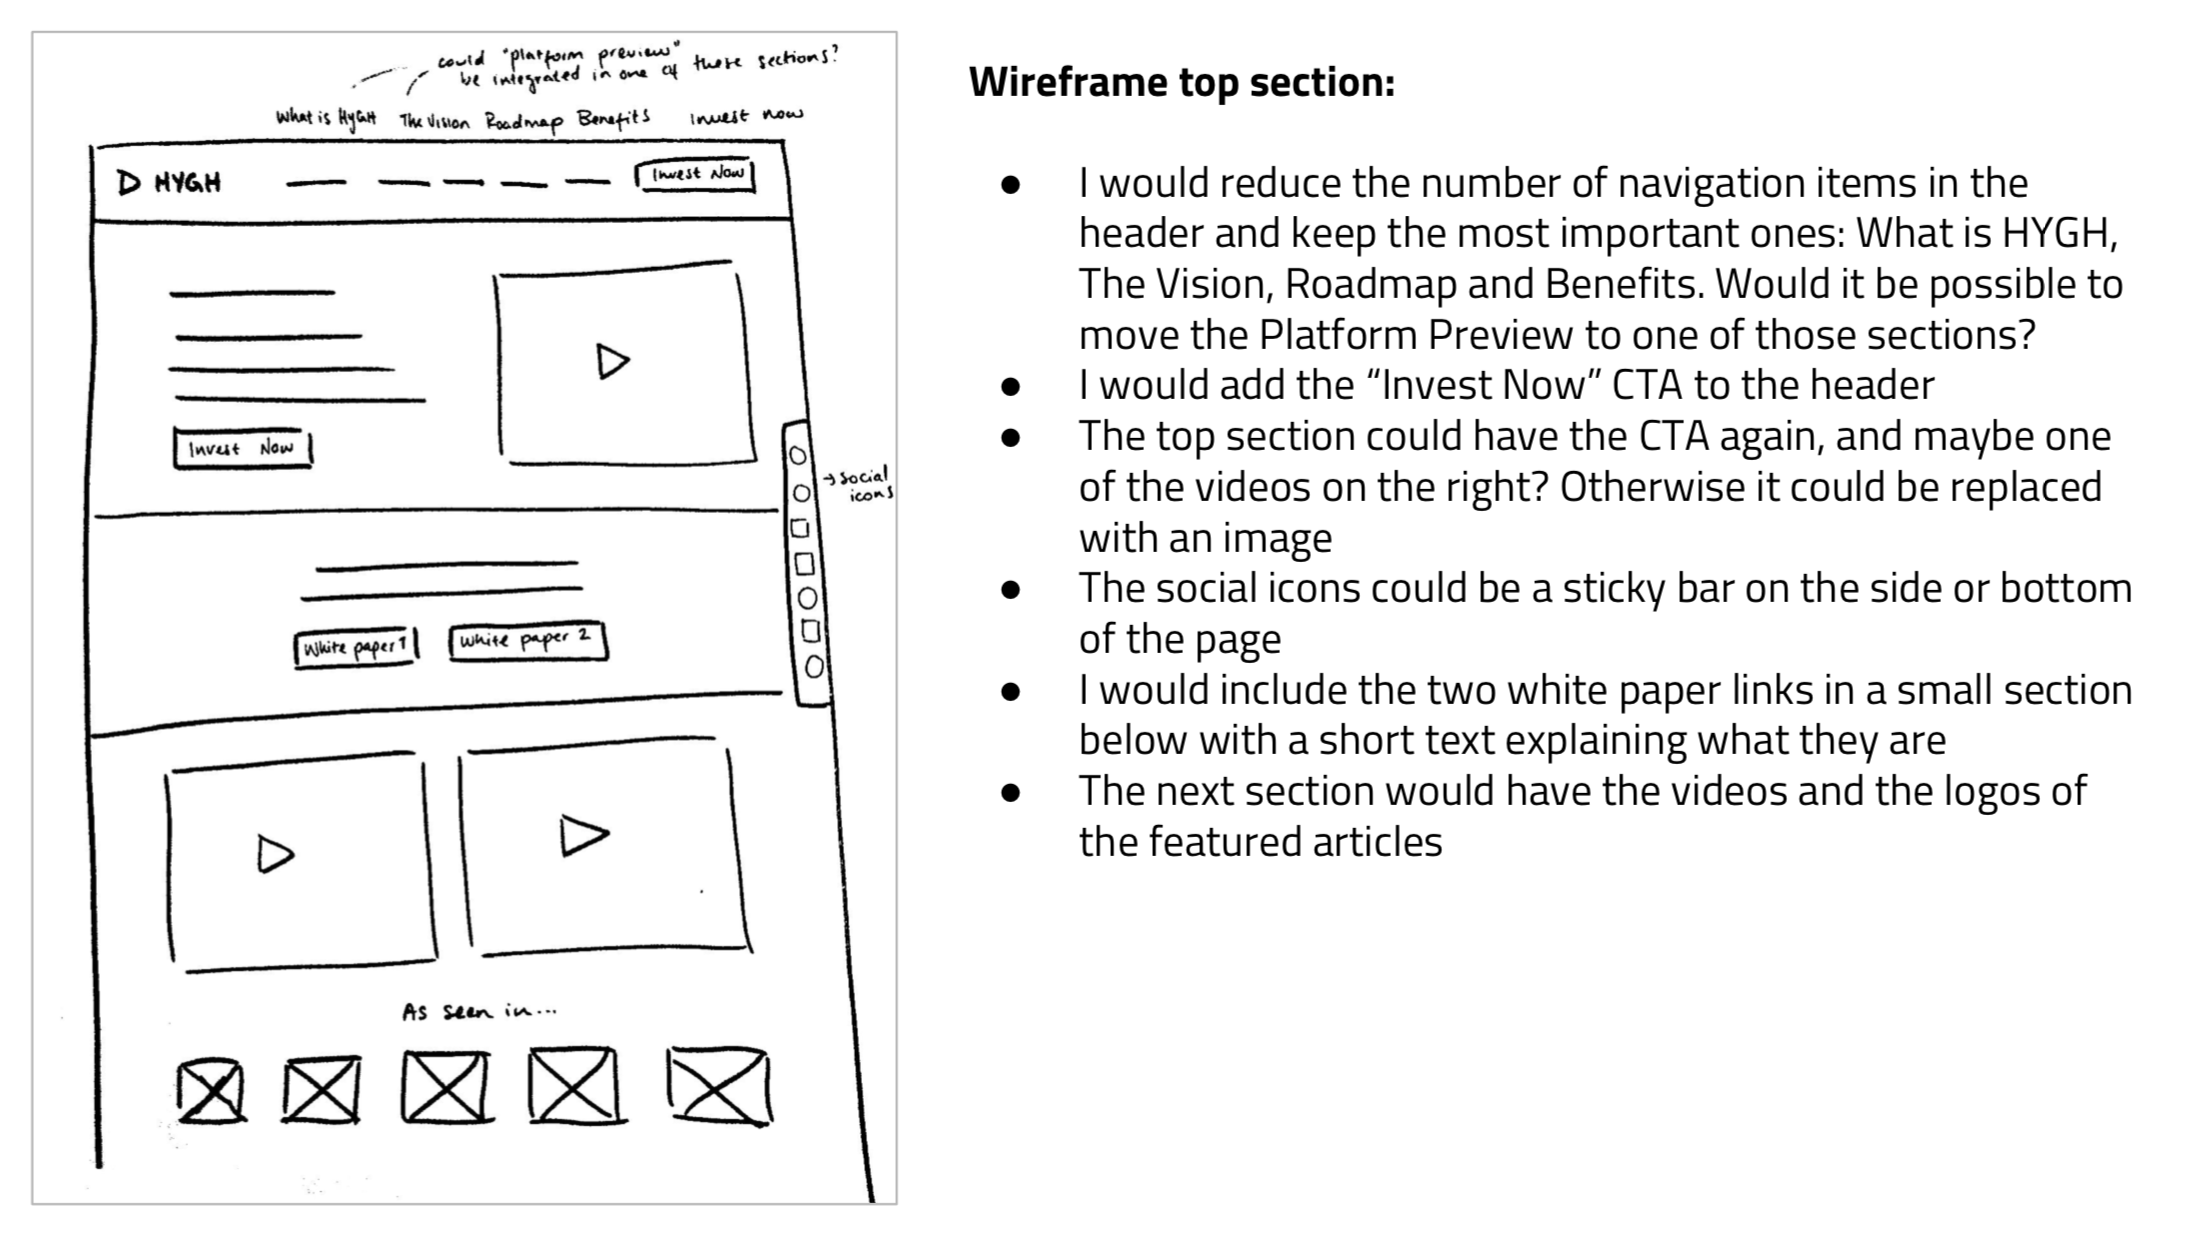 could "platform preview"
be integrated in one of these sections?
What is HYGH The Vision Roadmap Benefits Invest now
HYGH
Invest Now
Invest Now
→ social
icons
White paper 1
White paper 2
As seen in...
Wireframe top section:
● I would reduce the number of navigation items in the
header and keep the most important ones: What is HYGH,
The Vision, Roadmap and Benefits. Would it be possible to
move the Platform Preview to one of those sections?
● I would add the “Invest Now” CTA to the header
● The top section could have the CTA again, and maybe one
of the videos on the right? Otherwise it could be replaced
with an image
● The social icons could be a sticky bar on the side or bottom
of the page
● I would include the two white paper links in a small section
below with a short text explaining what they are
● The next section would have the videos and the logos of
the featured articles